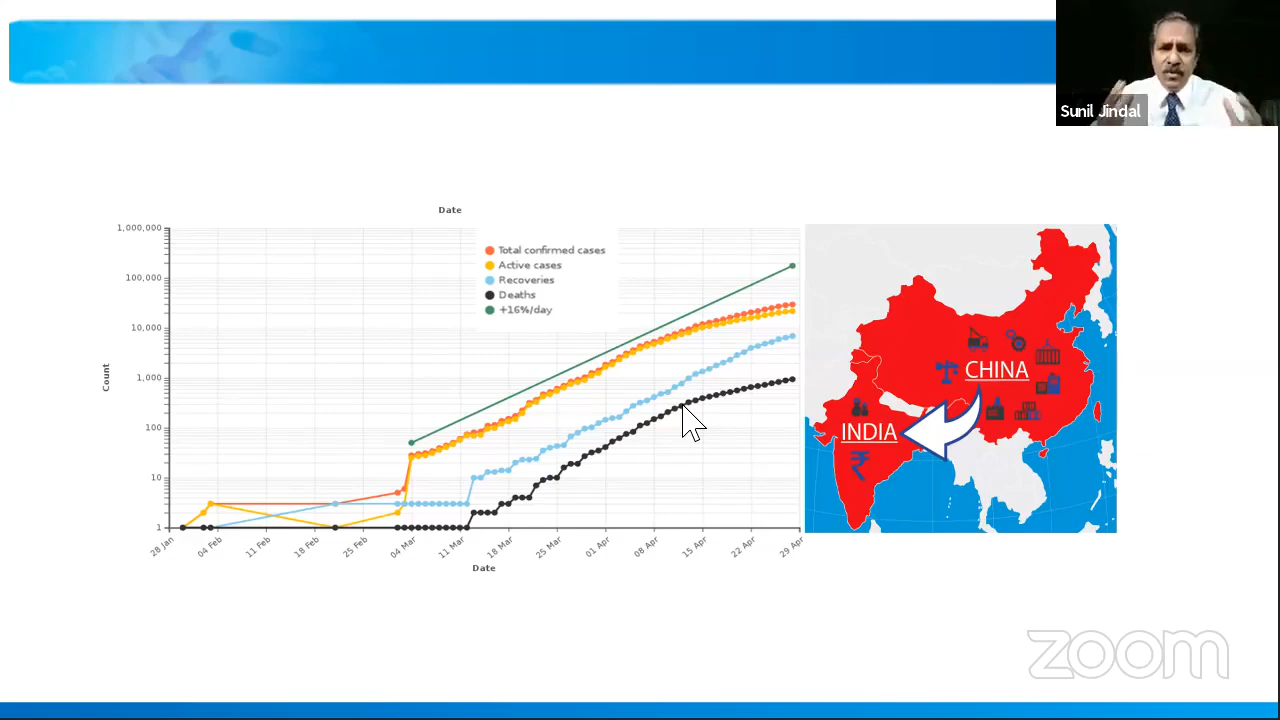 Sunil Jindal
Date
1,000,000
100,000
10,000
1,000
100
10
1
Count
Total confirmed cases
Active cases
Recoveries
Deaths
+16%/day
28 Jan
04 Feb
11 Feb
18 Feb
25 Feb
04 Mar
11 Mar
18 Mar
25 Mar
01 Apr
08 Apr
15 Apr
22 Apr
29 Apr
Date
CHINA
INDIA
₹
zoom